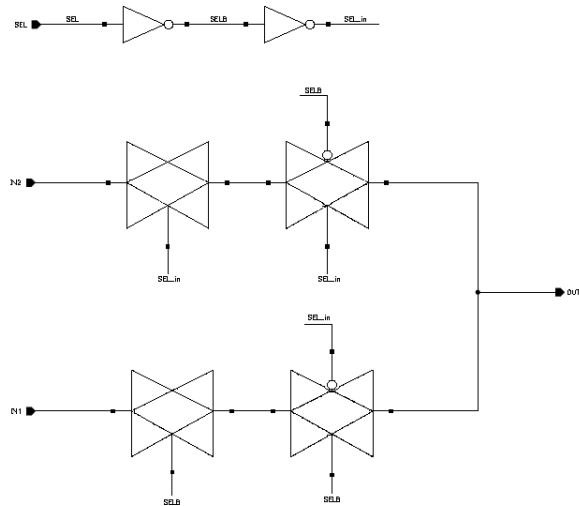 SEL SEL SELB SEL_in
SELB
IN2
SEL_in SEL_in
OUT
SEL_in
IN1
SELB SELB